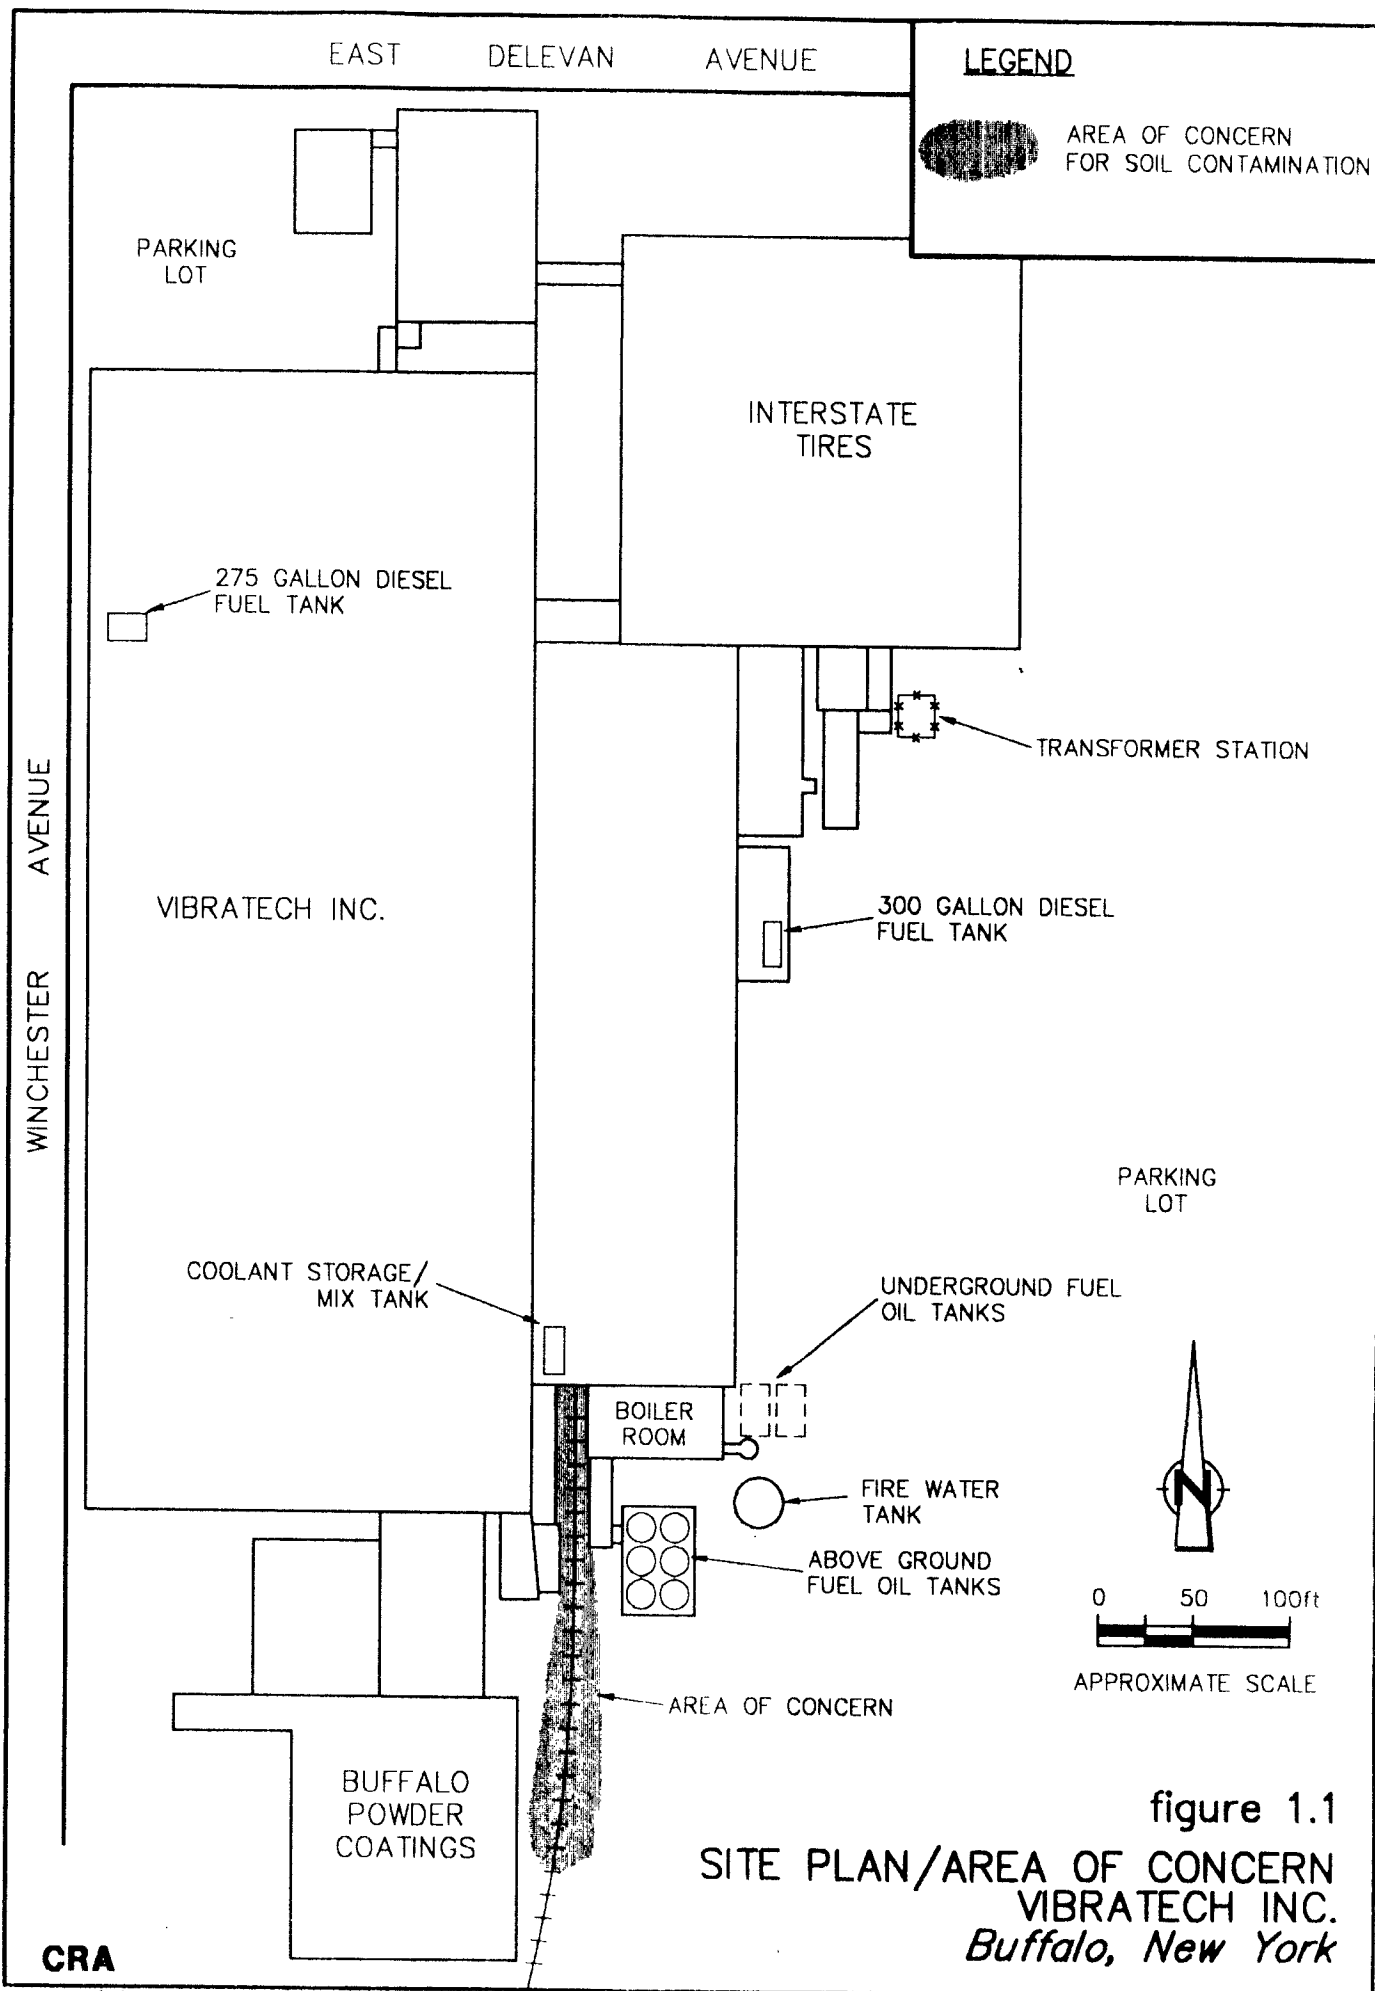 EAST DELEVAN AVENUE
LEGEND
AREA OF CONCERN
FOR SOIL CONTAMINATION
PARKING
LOT
INTERSTATE
TIRES
275 GALLON DIESEL
FUEL TANK
TRANSFORMER STATION
WINCHESTER AVENUE
VIBRATECH INC.
300 GALLON DIESEL
FUEL TANK
PARKING
LOT
COOLANT STORAGE/
MIX TANK
UNDERGROUND FUEL
OIL TANKS
BOILER
ROOM
N
FIRE WATER
TANK
ABOVE GROUND
FUEL OIL TANKS
0 50 100ft
APPROXIMATE SCALE
AREA OF CONCERN
BUFFALO
POWDER
COATINGS
figure 1.1
SITE PLAN/AREA OF CONCERN
VIBRATECH INC.
Buffalo, New York
CRA